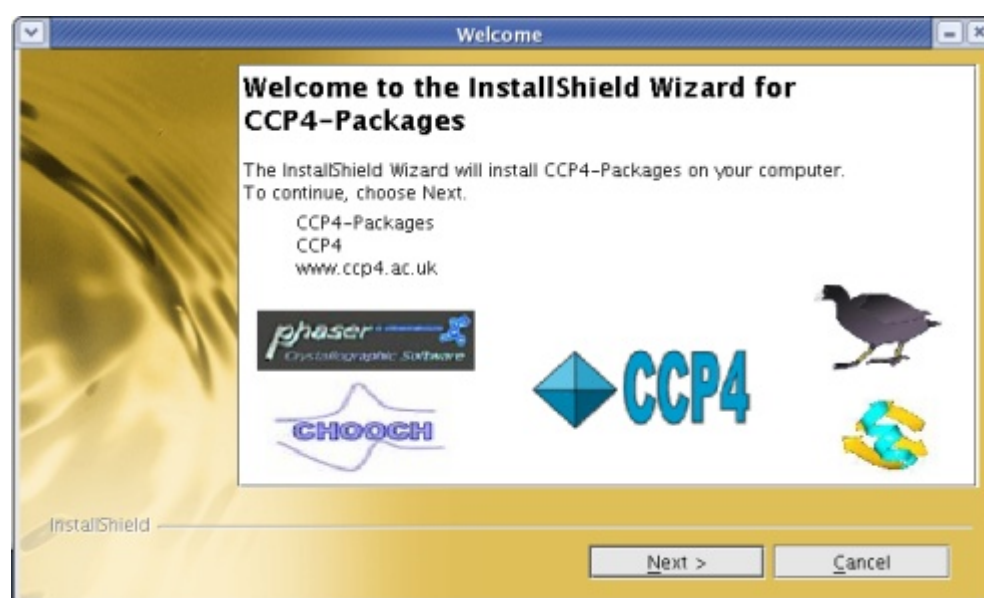 Welcome
Welcome to the InstallShield Wizard for
CCP4-Packages
The InstallShield Wizard will install CCP4-Packages on your computer.
To continue, choose Next.
CCP4-Packages
CCP4
www.ccp4.ac.uk
phaser
Crystallographic Software
CCP4
CHOOCH
InstallShield
Next >
Cancel